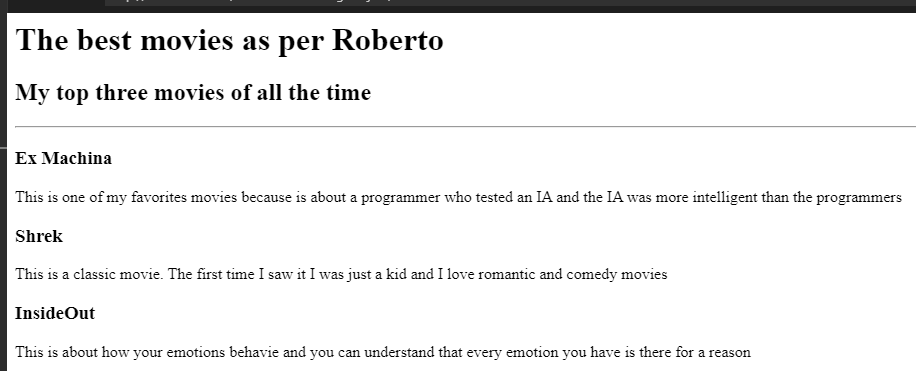 The best movies as per Roberto
My top three movies of all the time
Ex Machina
This is one of my favorites movies because is about a programmer who tested an IA and the IA was more intelligent than the programmers
Shrek
This is a classic movie. The first time I saw it I was just a kid and I love romantic and comedy movies
InsideOut
This is about how your emotions behavie and you can understand that every emotion you have is there for a reason